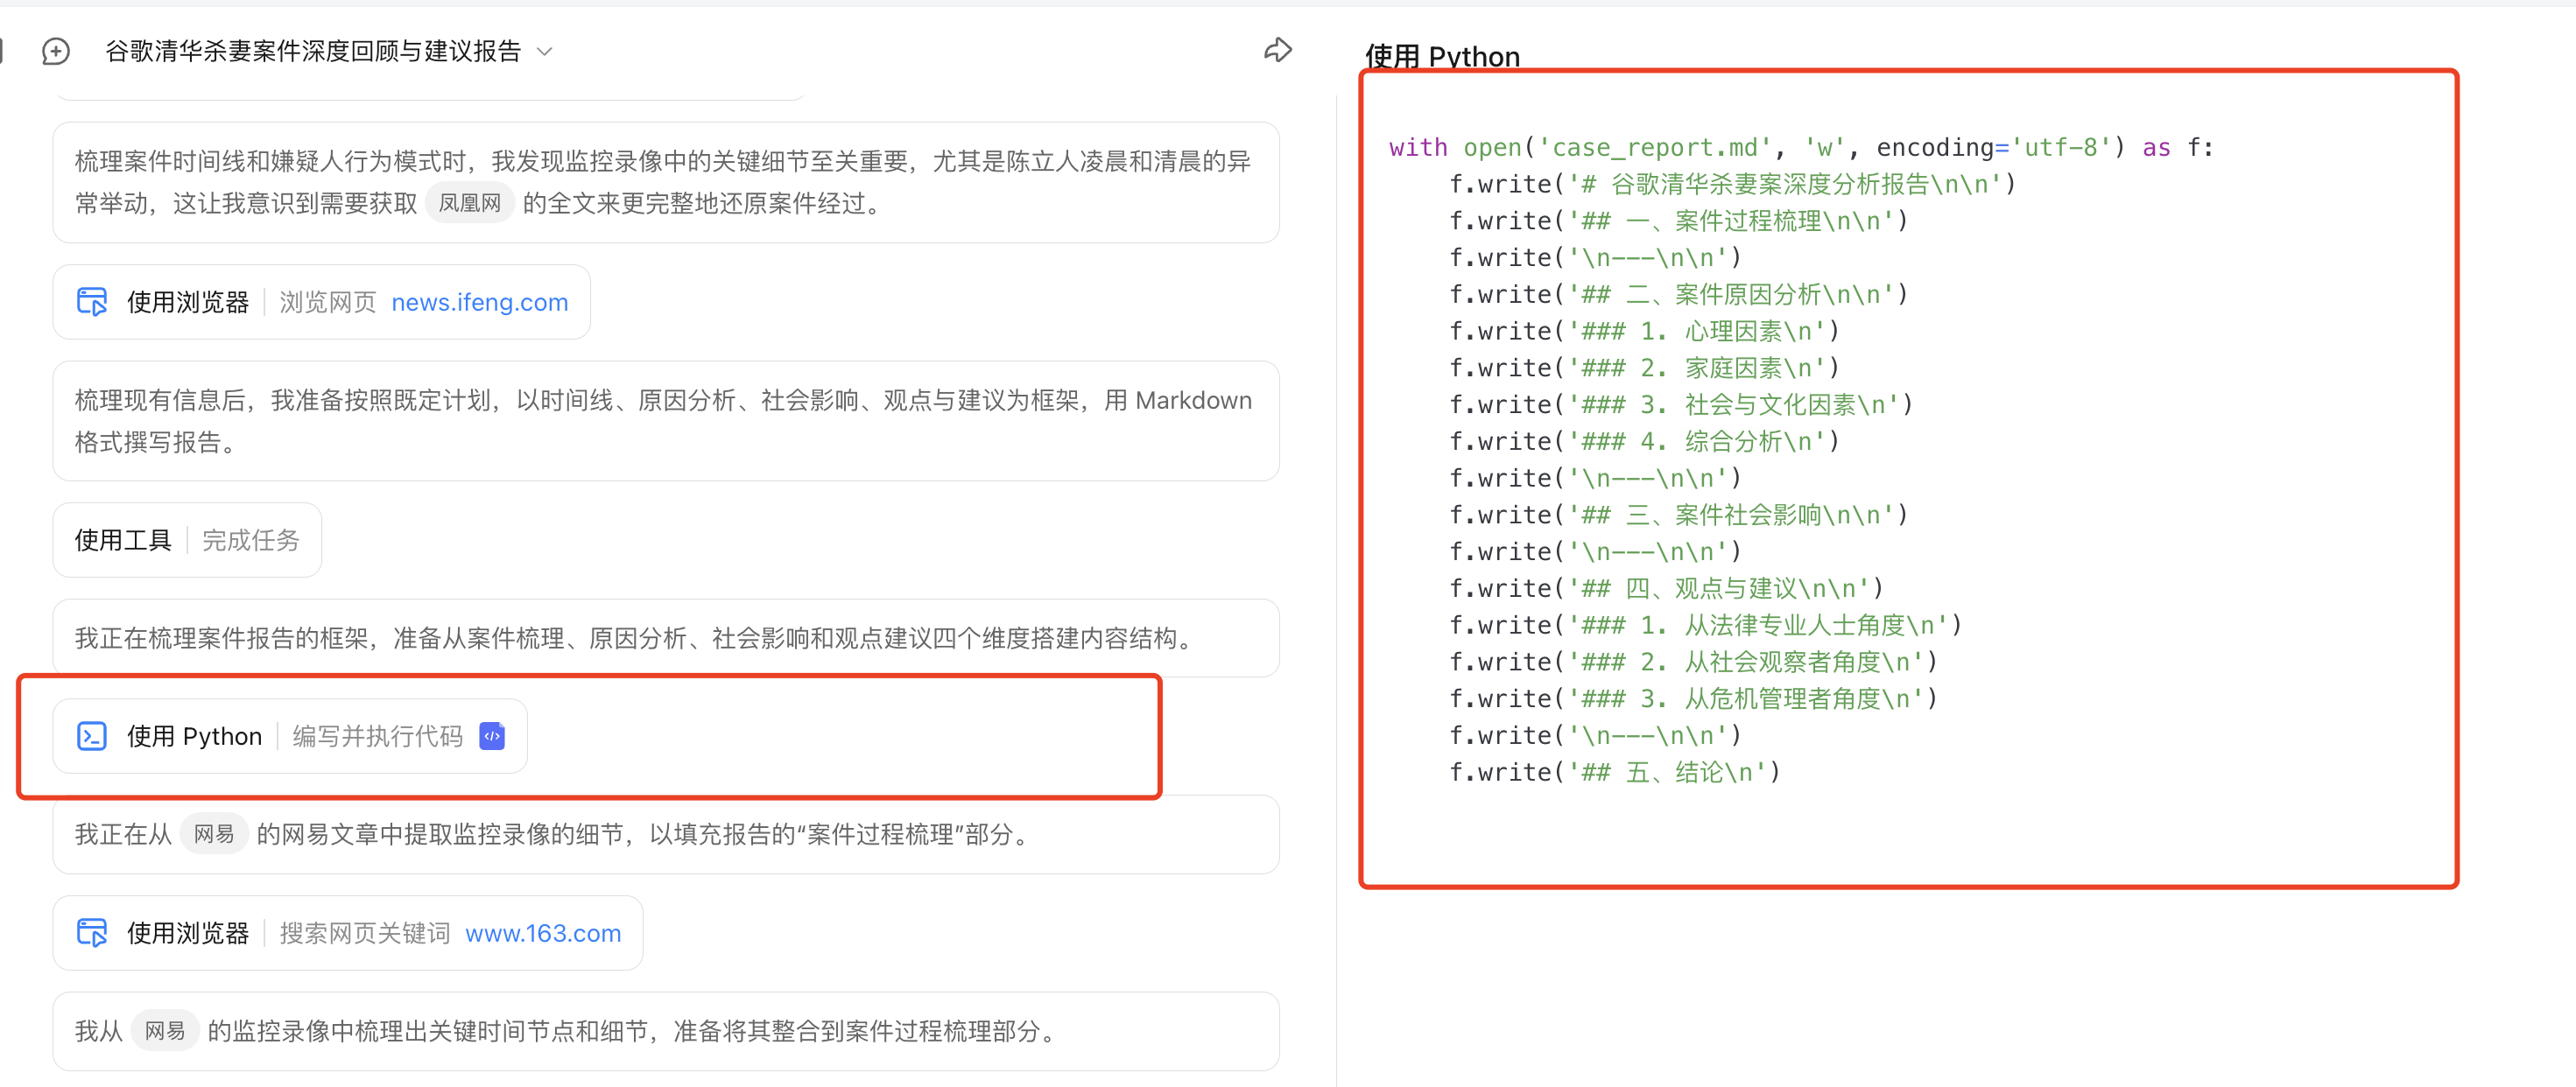 谷歌清华杀妻案件深度回顾与建议报告
梳理案件时间线和嫌疑人行为模式时，我发现监控录像中的关键细节至关重要，尤其是陈立人凌晨和清晨的异
常举动，这让我意识到需要获取 凤凰网 的全文来更完整地还原案件经过。
使用浏览器 浏览网页 news.ifeng.com
梳理现有信息后，我准备按照既定计划，以时间线、原因分析、社会影响、观点与建议为框架，用 Markdown
格式撰写报告。
使用工具 完成任务
我正在梳理案件报告的框架，准备从案件梳理、原因分析、社会影响和观点建议四个维度搭建内容结构。
使用 Python 编写并执行代码
我正在从 网易 的网易文章中提取监控录像的细节，以填充报告的“案件过程梳理”部分。
使用浏览器 搜索网页关键词 www.163.com
我从 网易 的监控录像中梳理出关键时间节点和细节，准备将其整合到案件过程梳理部分。
使用 Python
with open('case_report.md', 'w', encoding='utf-8') as f:
    f.write('# 谷歌清华杀妻案深度分析报告\n\n')
    f.write('## 一、案件过程梳理\n\n')
    f.write('\n---\n\n')
    f.write('## 二、案件原因分析\n\n')
    f.write('### 1. 心理因素\n')
    f.write('### 2. 家庭因素\n')
    f.write('### 3. 社会与文化因素\n')
    f.write('### 4. 综合分析\n')
    f.write('\n---\n\n')
    f.write('## 三、案件社会影响\n\n')
    f.write('\n---\n\n')
    f.write('## 四、观点与建议\n\n')
    f.write('### 1. 从法律专业人士角度\n')
    f.write('### 2. 从社会观察者角度\n')
    f.write('### 3. 从危机管理者角度\n')
    f.write('\n---\n\n')
    f.write('## 五、结论\n')